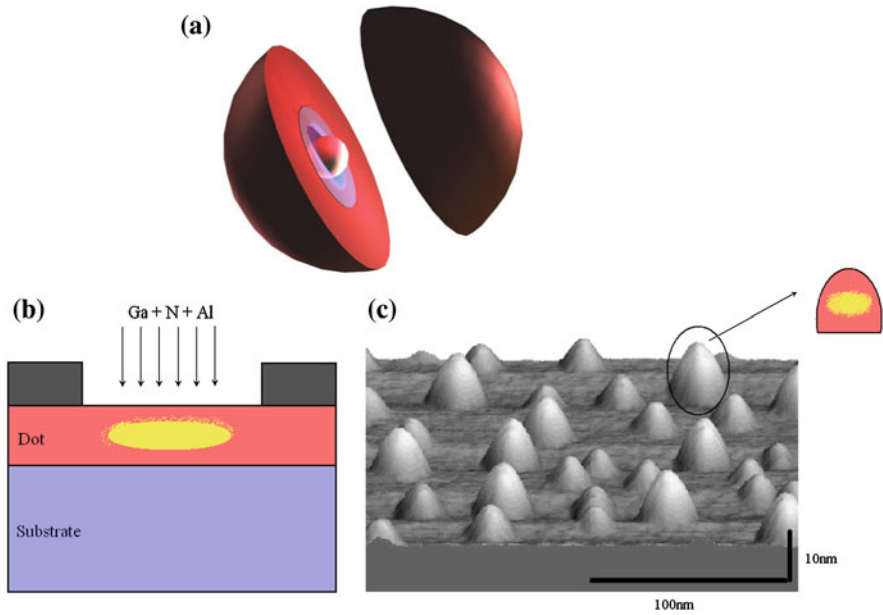 (a)
(b)
Ga + N + Al
Dot
Substrate
(c)
10nm
100nm